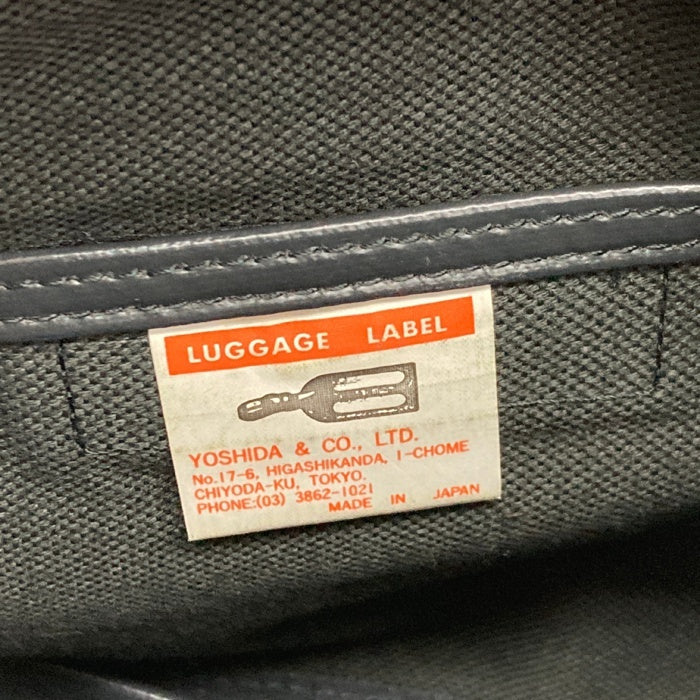 LUGGAGE LABEL
YOSHIDA & CO., LTD.
No.17-6, HIGASHIKANDA, 1-CHOME
CHIYODA-KU, TOKYO.
PHONE:(03) 3862-1021
MADE IN JAPAN